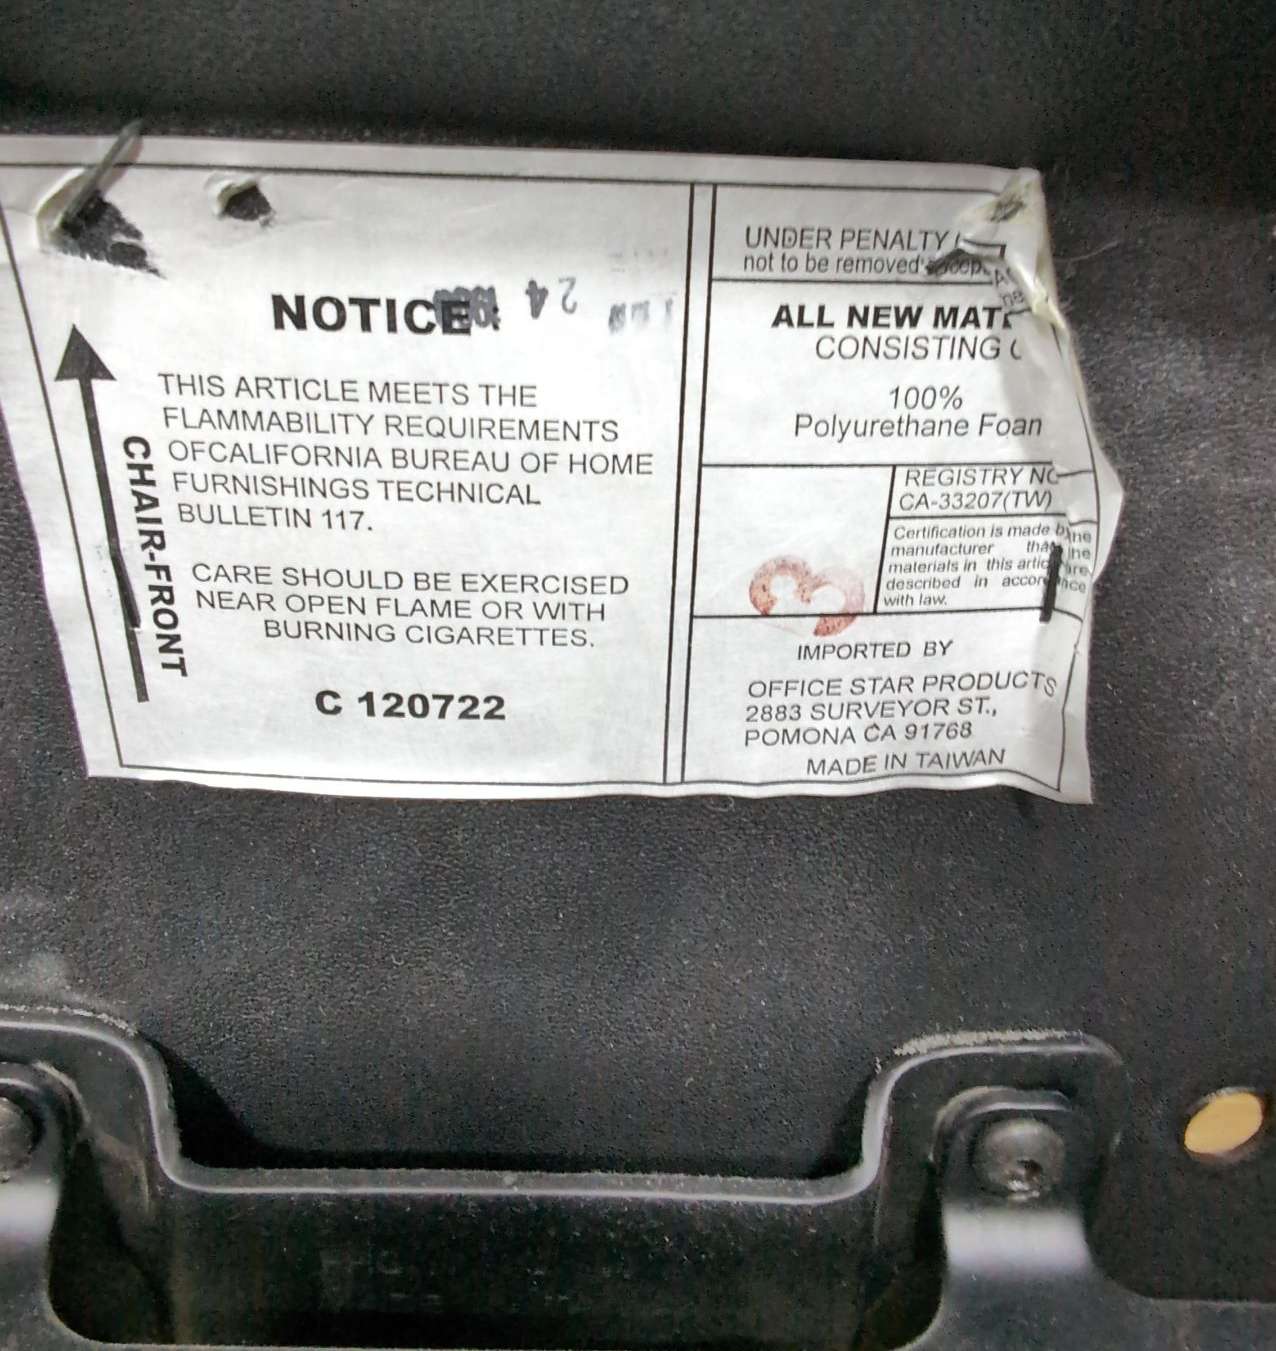 NOTICE:
THIS ARTICLE MEETS THE
FLAMMABILITY REQUIREMENTS
OFCALIFORNIA BUREAU OF HOME
FURNISHINGS TECHNICAL
BULLETIN 117.
CARE SHOULD BE EXERCISED
NEAR OPEN FLAME OR WITH
BURNING CIGARETTES.
C 120722
CHAIR-FRONT
24
UNDER PENALTY
not to be removed
ALL NEW
CONSISTING
100%
Polyurethane Foam
REGISTRY NO
CA-33207(TW)
Certification is made by
manufacturer that the
materials in this article are
described in accordance
with law.
3
IMPORTED BY
OFFICE STAR PRODUCTS
2883 SURVEYOR ST.,
POMONA CA 91768
MADE IN TAIWAN